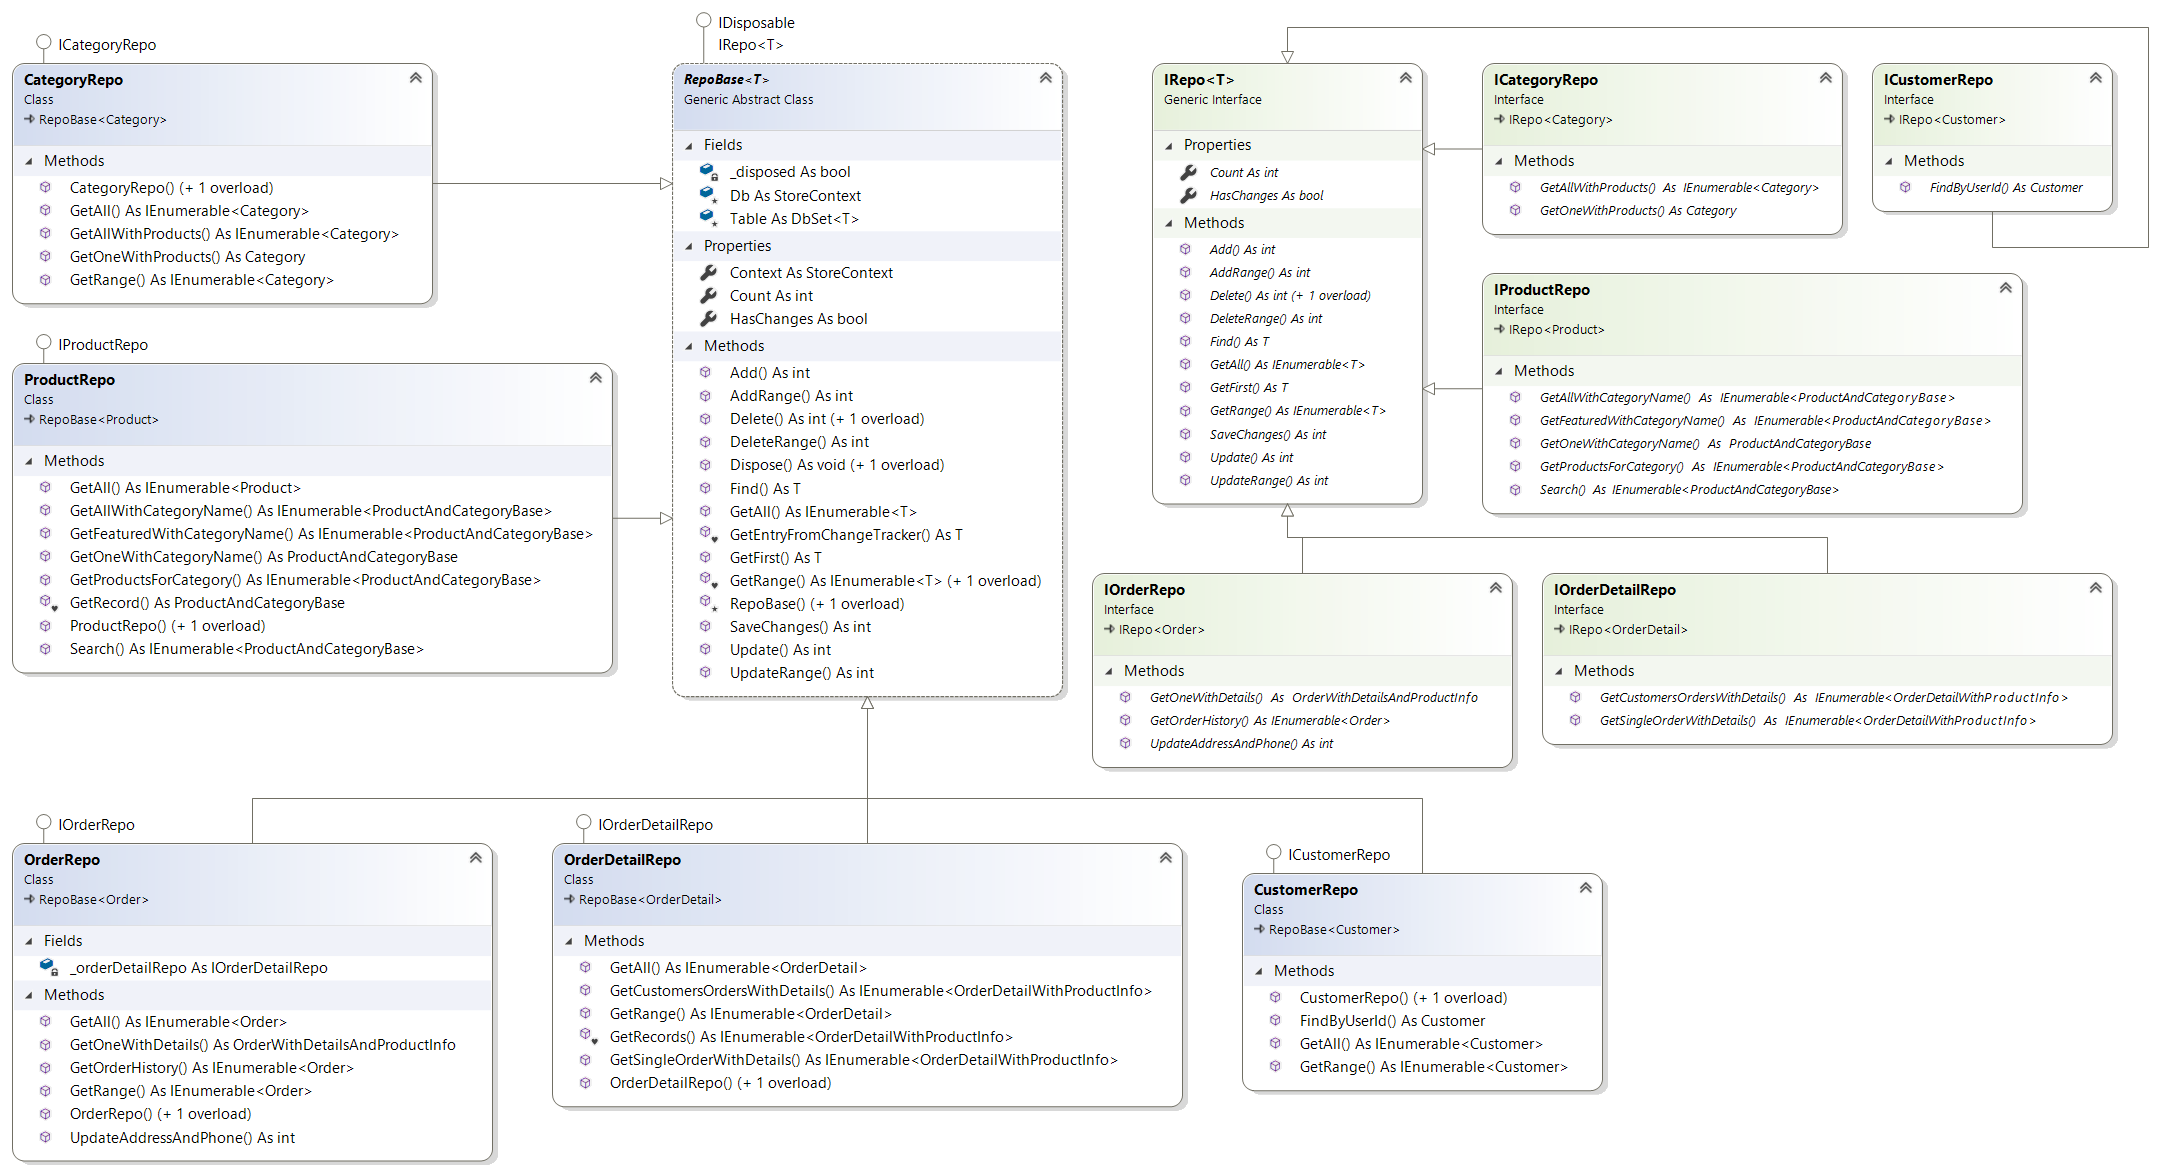 ICategoryRepo
CategoryRepo
Class
RepoBase<Category>
Methods
CategoryRepo() (+ 1 overload)
GetAll() As IEnumerable<Category>
GetAllWithProducts() As IEnumerable<Category>
GetOneWithProducts() As Category
GetRange() As IEnumerable<Category>
IProductRepo
ProductRepo
Class
RepoBase<Product>
Methods
GetAll() As IEnumerable<Product>
GetAllWithCategoryName() As IEnumerable<ProductAndCategoryBase>
GetFeaturedWithCategoryName() As IEnumerable<ProductAndCategoryBase>
GetOneWithCategoryName() As ProductAndCategoryBase
GetProductsForCategory() As IEnumerable<ProductAndCategoryBase>
GetRecord() As ProductAndCategoryBase
ProductRepo() (+ 1 overload)
Search() As IEnumerable<ProductAndCategoryBase>
IDisposable
IRepo<T>
RepoBase<T>
Generic Abstract Class
Fields
_disposed As bool
Db As StoreContext
Table As DbSet<T>
Properties
Context As StoreContext
Count As int
HasChanges As bool
Methods
Add() As int
AddRange() As int
Delete() As int (+ 1 overload)
DeleteRange() As int
Dispose() As void (+ 1 overload)
Find() As T
GetAll() As IEnumerable<T>
GetEntryFromChangeTracker() As T
GetFirst() As T
GetRange() As IEnumerable<T> (+ 1 overload)
RepoBase() (+ 1 overload)
SaveChanges() As int
Update() As int
UpdateRange() As int
IRepo<T>
Generic Interface
Properties
Count As int
HasChanges As bool
Methods
Add() As int
AddRange() As int
Delete() As int (+ 1 overload)
DeleteRange() As int
Find() As T
GetAll() As IEnumerable<T>
GetFirst() As T
GetRange() As IEnumerable<T>
SaveChanges() As int
Update() As int
UpdateRange() As int
ICategoryRepo
Interface
IRepo<Category>
Methods
GetAllWithProducts() As IEnumerable<Category>
GetOneWithProducts() As Category
ICustomerRepo
Interface
IRepo<Customer>
Methods
FindByUserId() As Customer
IProductRepo
Interface
IRepo<Product>
Methods
GetAllWithCategoryName() As IEnumerable<ProductAndCategoryBase>
GetFeaturedWithCategoryName() As IEnumerable<ProductAndCategoryBase>
GetOneWithCategoryName() As ProductAndCategoryBase
GetProductsForCategory() As IEnumerable<ProductAndCategoryBase>
Search() As IEnumerable<ProductAndCategoryBase>
IOrderRepo
Interface
IRepo<Order>
Methods
GetOneWithDetails() As OrderWithDetailsAndProductInfo
GetOrderHistory() As IEnumerable<Order>
UpdateAddressAndPhone() As int
IOrderDetailRepo
Interface
IRepo<OrderDetail>
Methods
GetCustomersOrdersWithDetails() As IEnumerable<OrderDetailWithProductInfo>
GetSingleOrderWithDetails() As IEnumerable<OrderDetailWithProductInfo>
IOrderRepo
OrderRepo
Class
RepoBase<Order>
Fields
_orderDetailRepo As IOrderDetailRepo
Methods
GetAll() As IEnumerable<Order>
GetOneWithDetails() As OrderWithDetailsAndProductInfo
GetOrderHistory() As IEnumerable<Order>
GetRange() As IEnumerable<Order>
OrderRepo() (+ 1 overload)
UpdateAddressAndPhone() As int
IOrderDetailRepo
OrderDetailRepo
Class
RepoBase<OrderDetail>
Methods
GetAll() As IEnumerable<OrderDetail>
GetCustomersOrdersWithDetails() As IEnumerable<OrderDetailWithProductInfo>
GetRange() As IEnumerable<OrderDetail>
GetRecords() As IEnumerable<OrderDetailWithProductInfo>
GetSingleOrderWithDetails() As IEnumerable<OrderDetailWithProductInfo>
OrderDetailRepo() (+ 1 overload)
ICustomerRepo
CustomerRepo
Class
RepoBase<Customer>
Methods
CustomerRepo() (+ 1 overload)
FindByUserId() As Customer
GetAll() As IEnumerable<Customer>
GetRange() As IEnumerable<Customer>